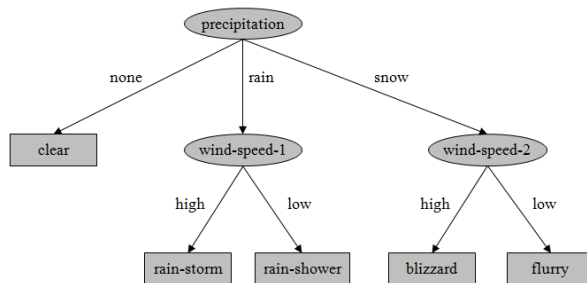 precipitation
none
rain
snow
clear
wind-speed-1
wind-speed-2
high
low
high
low
rain-storm
rain-shower
blizzard
flurry